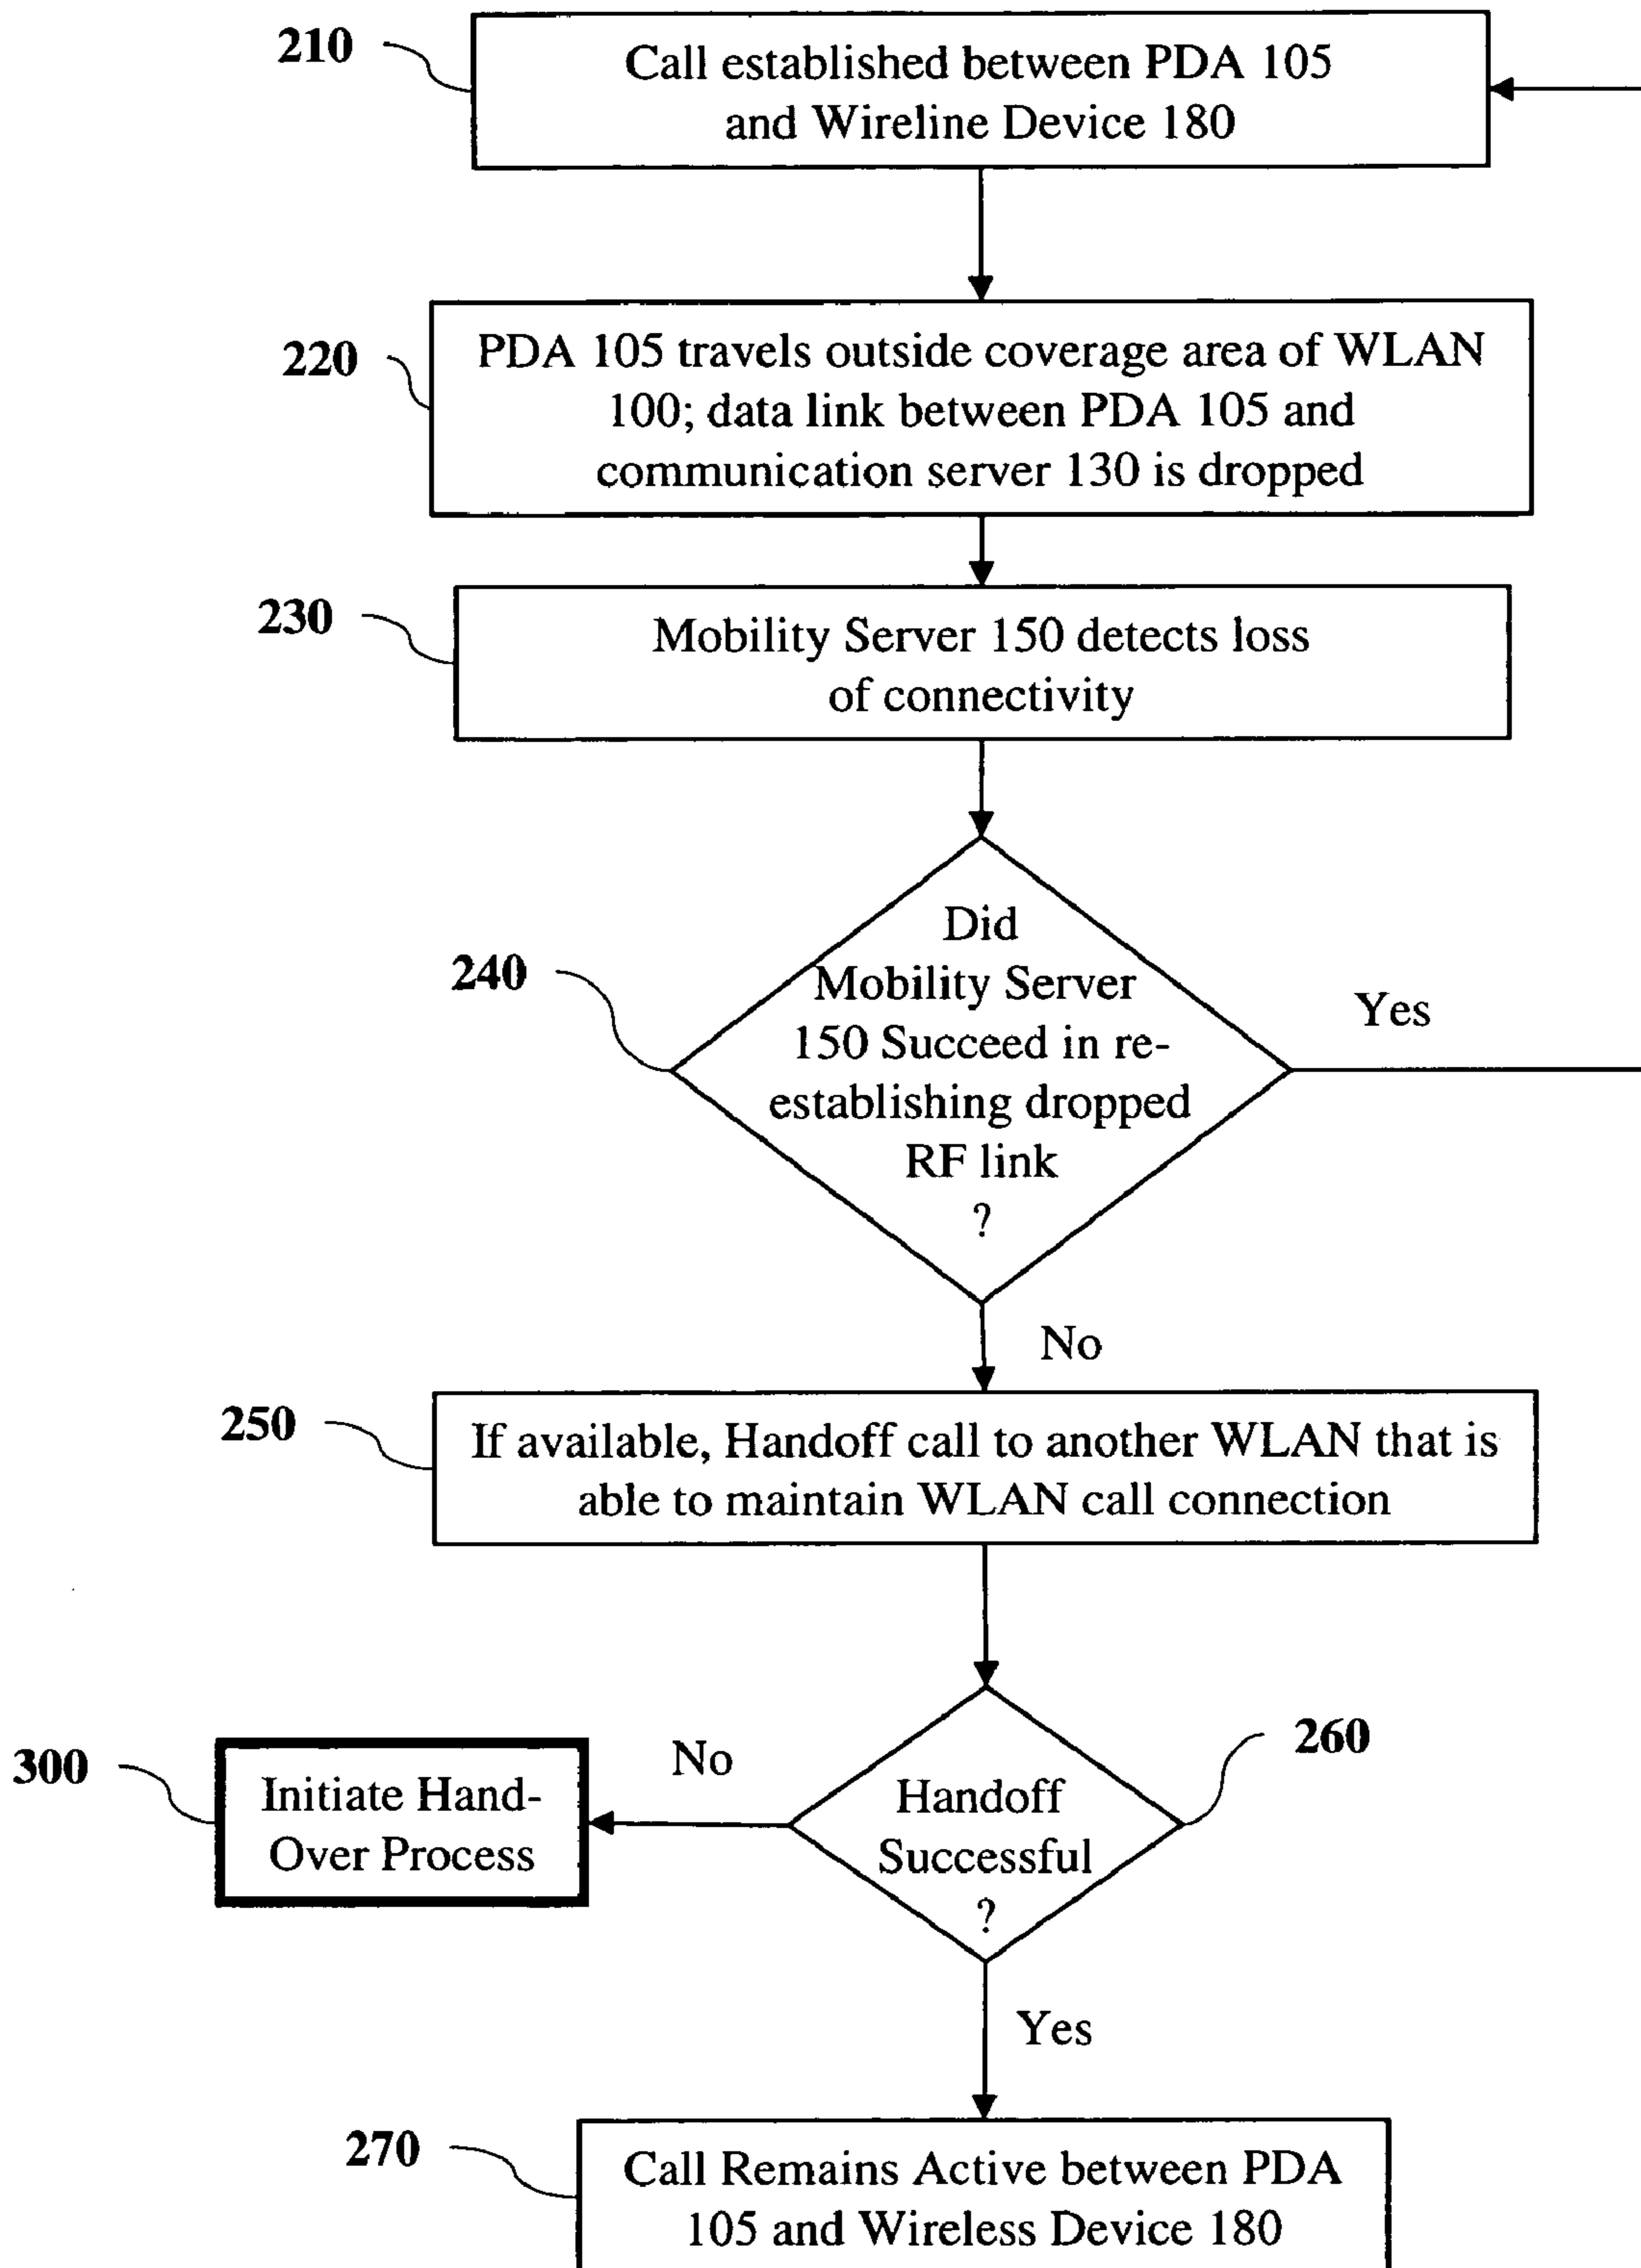 210
Call established between PDA 105
and Wireline Device 180
220
PDA 105 travels outside coverage area of WLAN
100; data link between PDA 105 and
communication server 130 is dropped
230
Mobility Server 150 detects loss
of connectivity
240
Did
Mobility Server
150 Succeed in re-
establishing dropped
RF link
?
Yes
No
250
If available, Handoff call to another WLAN that is
able to maintain WLAN call connection
260
Handoff
Successful
?
No
300
Initiate Hand-
Over Process
Yes
270
Call Remains Active between PDA
105 and Wireless Device 180